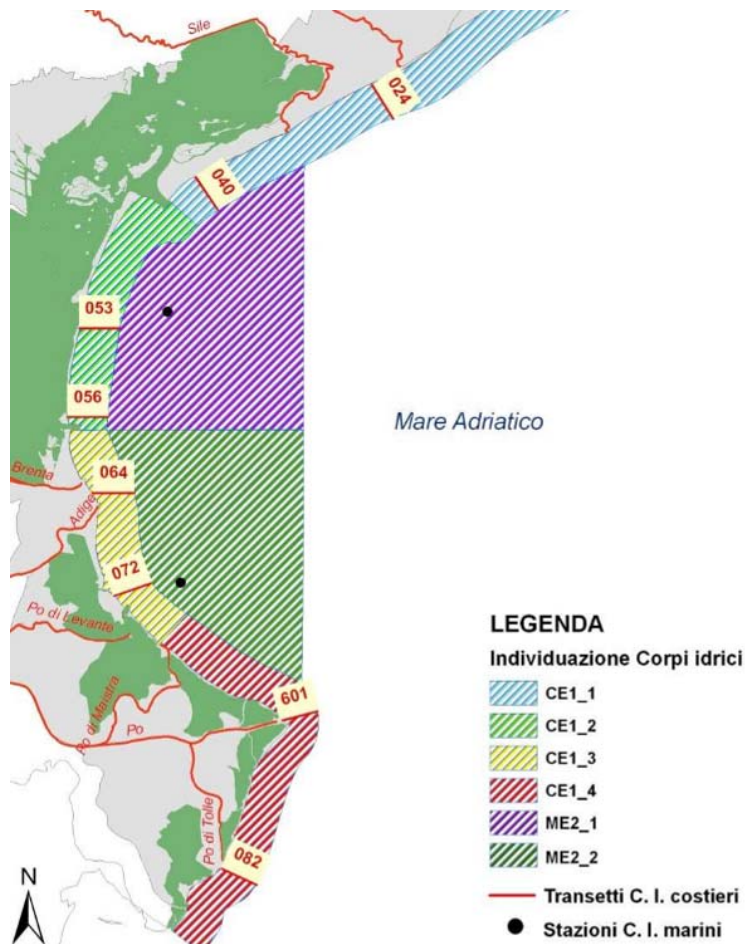 Sile
024
040
053
056
Mare Adriatico
Brenta
064
Adige
072
Po di Levante
Po di Maistra
601
Po
Po di Tolle
082
N
LEGENDA
Individuazione Corpi idrici
CE1_1
CE1_2
CE1_3
CE1_4
ME2_1
ME2_2
Transetti C. I. costieri
Stazioni C. I. marini